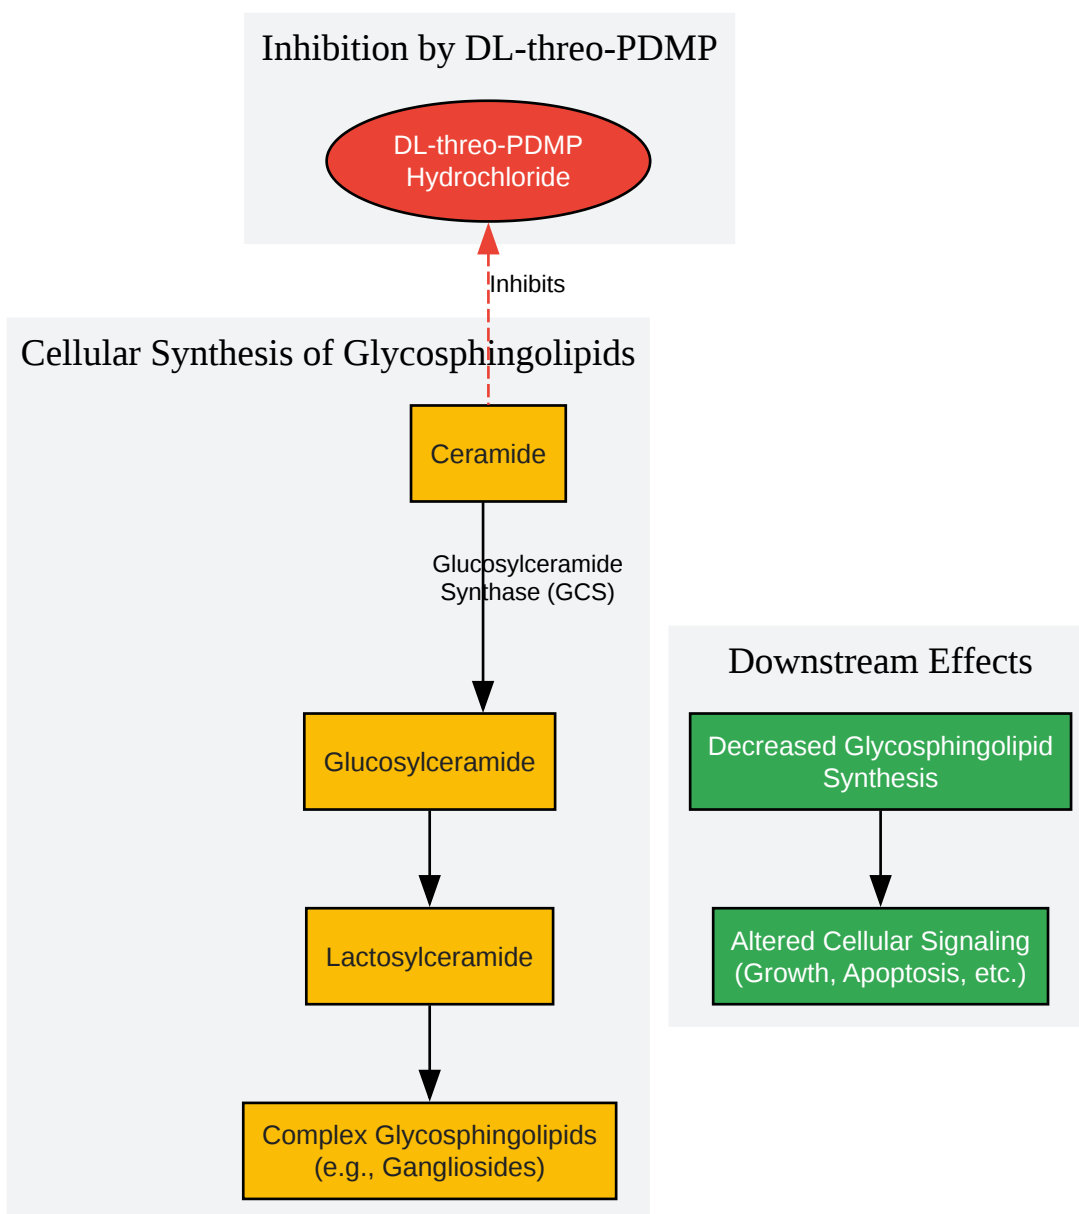 Inhibition by DL-threo-PDMP
DL-threo-PDMP
Hydrochloride
Inhibits
Cellular Synthesis of Glycosphingolipids
Ceramide
Glucosylceramide
Synthase (GCS)
Glucosylceramide
Lactosylceramide
Complex Glycosphingolipids
(e.g., Gangliosides)
Downstream Effects
Decreased Glycosphingolipid
Synthesis
Altered Cellular Signaling
(Growth, Apoptosis, etc.)